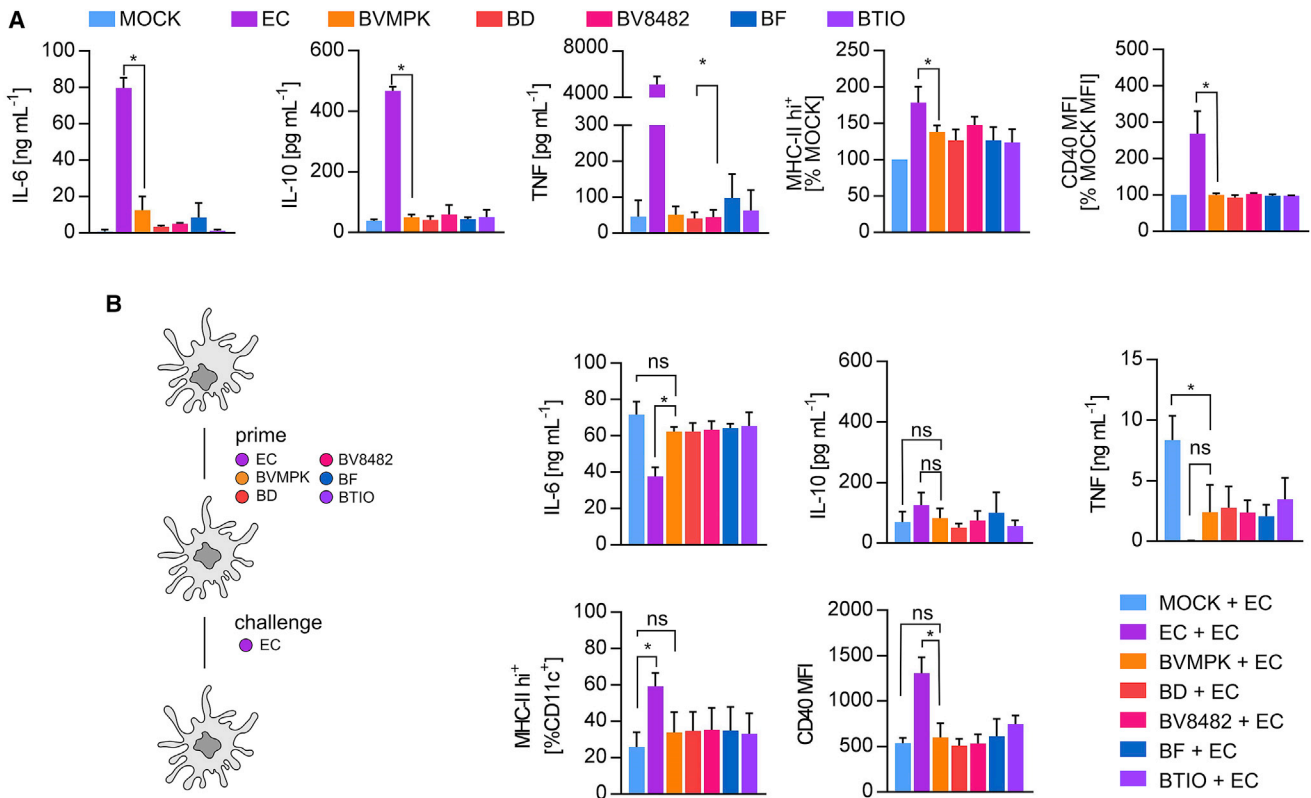 A
MOCK EC BVMPK BD BV8482 BF BTIO
IL-6 [ng mL⁻¹]
100
80
60
40
20
0
*
IL-10 [pg mL⁻¹]
600
400
200
0
*
TNF [pg mL⁻¹]
8000
4000
300
200
100
0
*
MHC-II hi⁺
[% MOCK]
250
200
150
100
50
0
*
CD40 MFI
[% MOCK MFI]
500
400
300
200
100
0
*
B
prime
EC BV8482
BVMPK BF
BD BTIO
challenge
EC
IL-6 [ng mL⁻¹]
100
80
60
40
20
0
ns
*
IL-10 [pg mL⁻¹]
600
400
200
0
ns
ns
TNF [ng mL⁻¹]
15
10
5
0
*
ns
MHC-II hi⁺
[%CD11c⁺]
100
80
60
40
20
0
ns
*
CD40 MFI
2000
1500
1000
500
0
ns
*
MOCK + EC
EC + EC
BVMPK + EC
BD + EC
BV8482 + EC
BF + EC
BTIO + EC